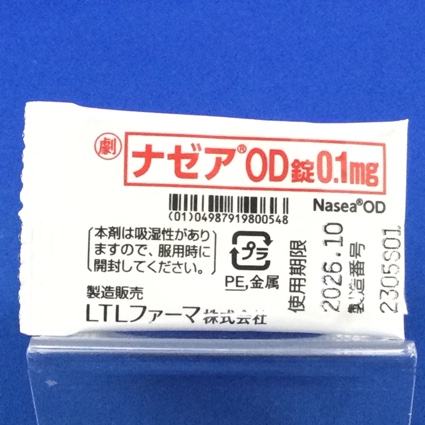 劇 ナゼア®OD錠0.1mg
(01)04987919800548
Nasea®OD
本剤は吸湿性があり
ますので、服用時に
開封してください。
プラ
PE,金属
製造販売
LTLファーマ株式会社
使用期限 2026.10
製造番号 2305S01